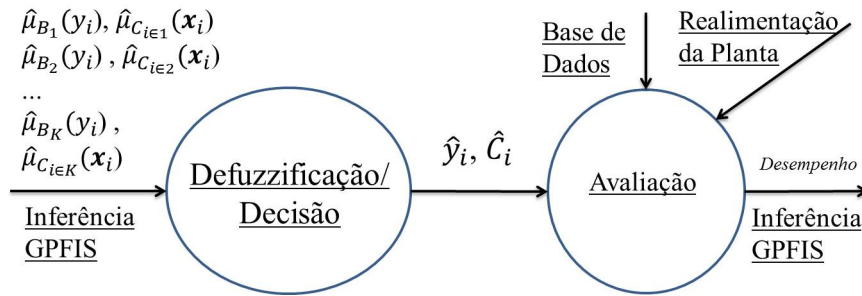 μ̂_{B_1}(y_i), μ̂_{C_{i∈1}}(x_i)
μ̂_{B_2}(y_i) , μ̂_{C_{i∈2}}(x_i)
...
μ̂_{B_K}(y_i) ,
μ̂_{C_{i∈K}}(x_i)
Inferência
GPFIS
Defuzzificação/
Decisão
ŷ_i, Ĉ_i
Base de
Dados
Realimentação
da Planta
Avaliação
Desempenho
Inferência
GPFIS